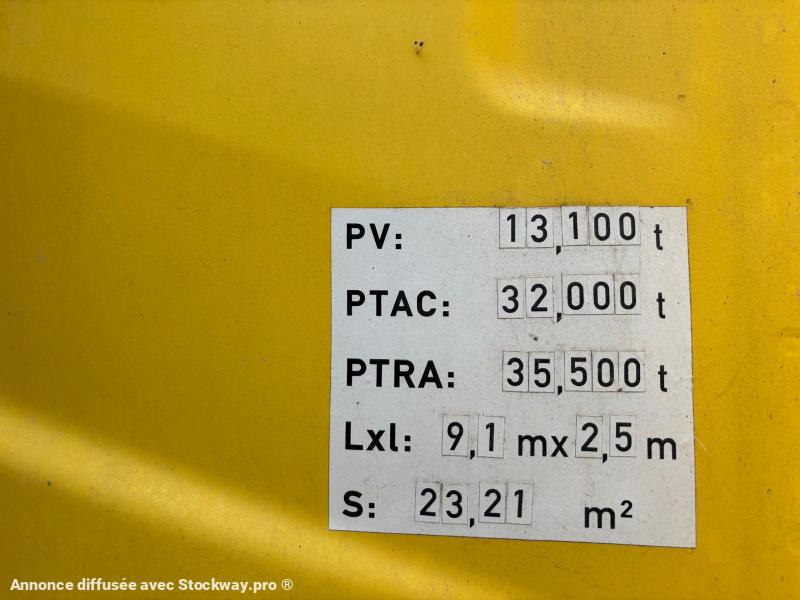 PV: 13,100 t
PTAC: 32,000 t
PTRA: 35,500 t
Lxl: 9,1 mx 2,5 m
S: 23,21 m²
Annonce diffusée avec Stockway.pro ®